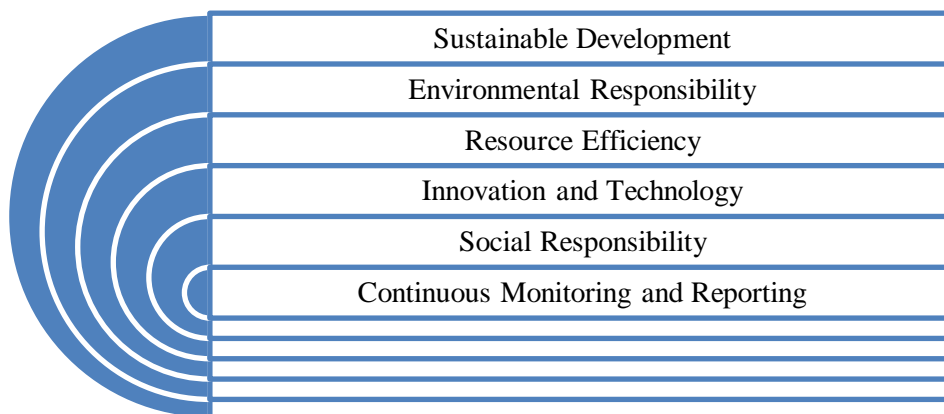 Sustainable Development
Environmental Responsibility
Resource Efficiency
Innovation and Technology
Social Responsibility
Continuous Monitoring and Reporting